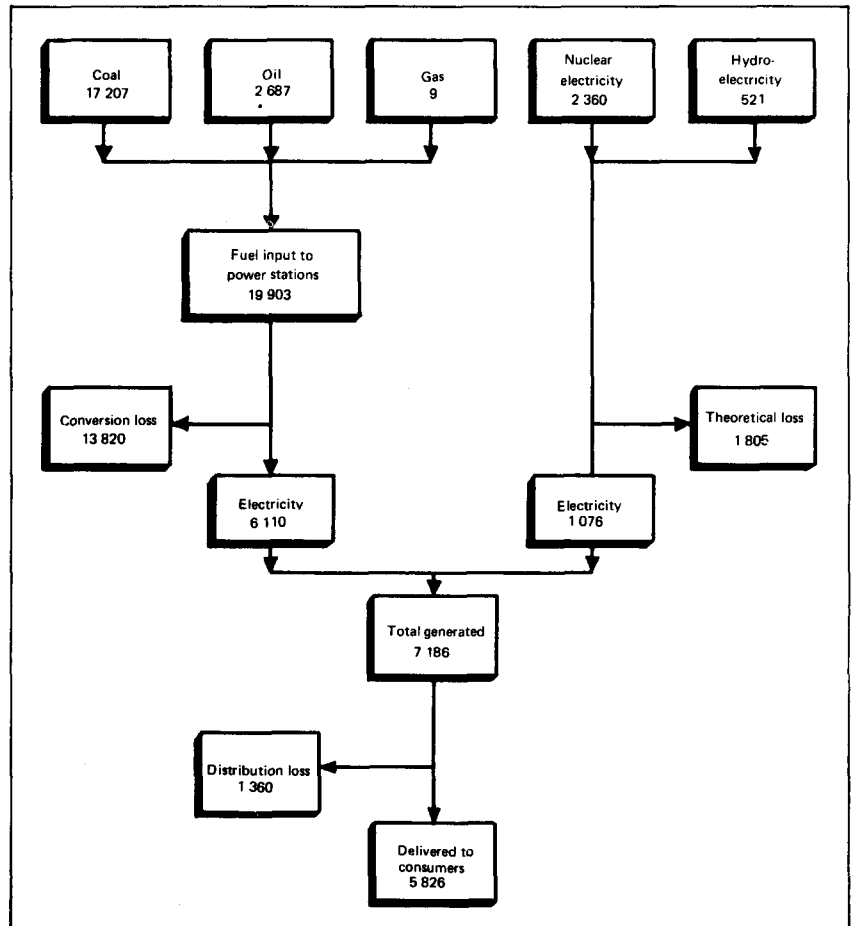 Coal
17 207
Oil
2 687
Gas
9
Nuclear
electricity
2 360
Hydro-
electricity
521
Fuel input to
power stations
19 903
Conversion loss
13 820
Theoretical loss
1 805
Electricity
6 110
Electricity
1 076
Total generated
7 186
Distribution loss
1 360
Delivered to
consumers
5 826